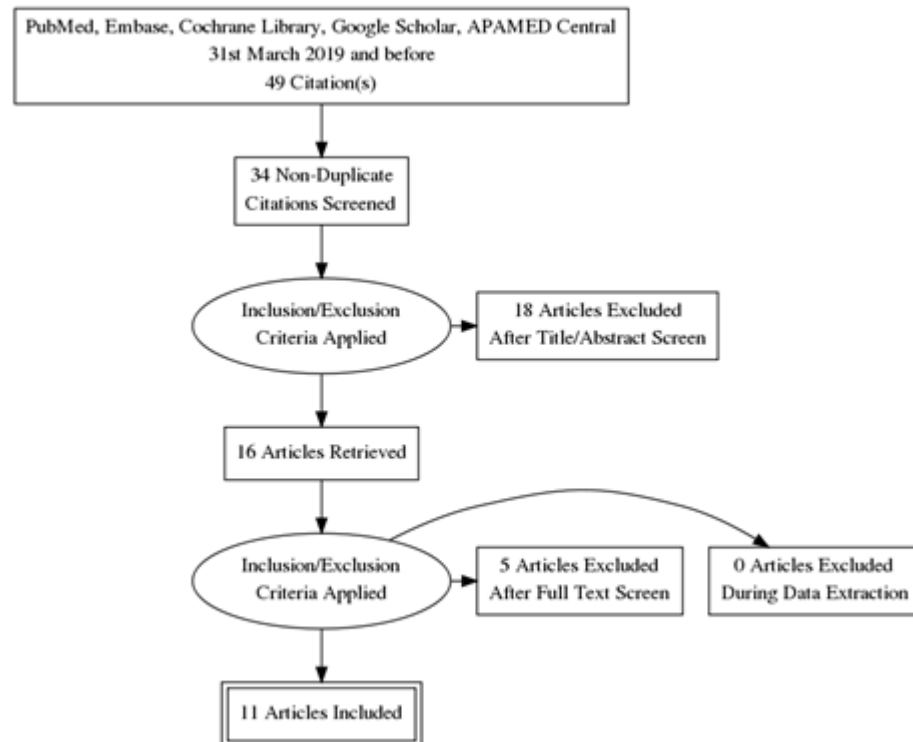 PubMed, Embase, Cochrane Library, Google Scholar, APAMED Central
31st March 2019 and before
49 Citation(s)
34 Non-Duplicate
Citations Screened
Inclusion/Exclusion
Criteria Applied
18 Articles Excluded
After Title/Abstract Screen
16 Articles Retrieved
Inclusion/Exclusion
Criteria Applied
5 Articles Excluded
After Full Text Screen
0 Articles Excluded
During Data Extraction
11 Articles Included